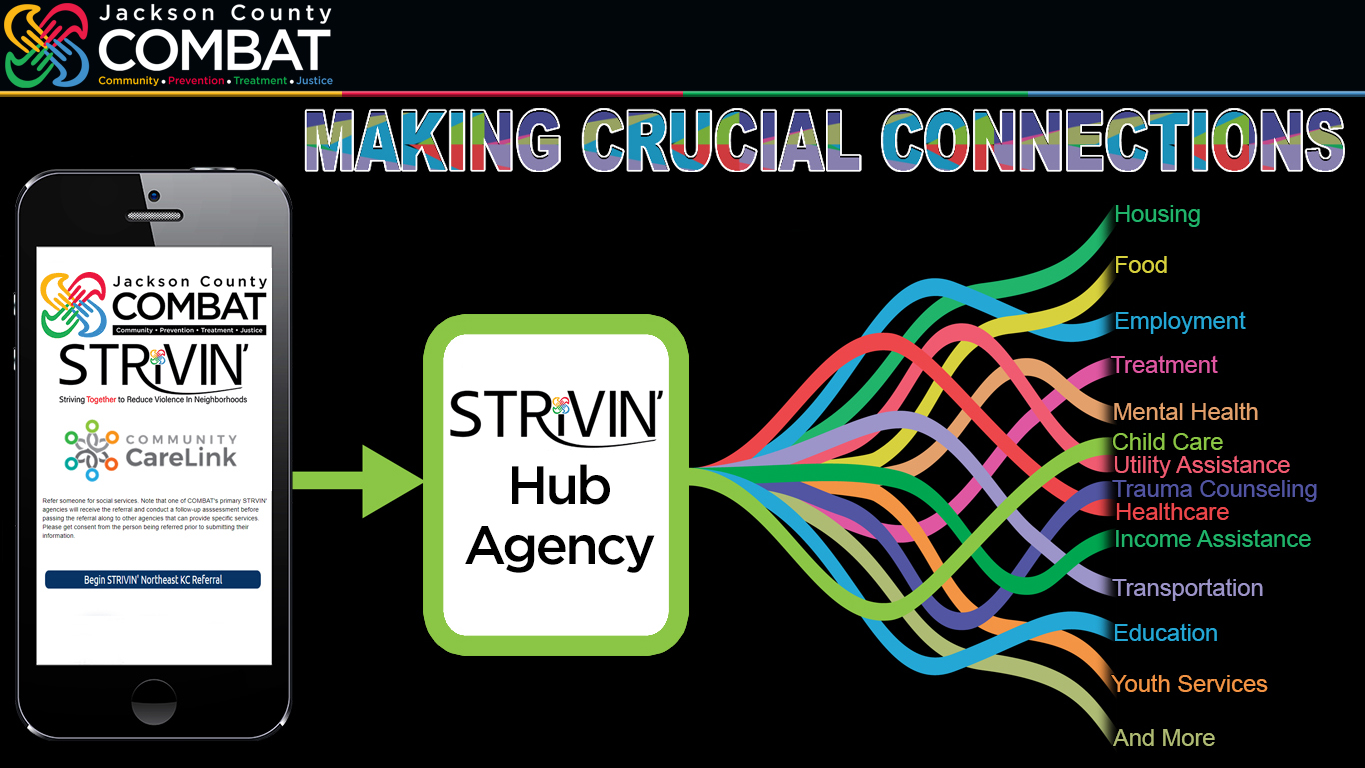 Jackson County
COMBAT
Community • Prevention • Treatment • Justice
MAKING CRUCIAL CONNECTIONS
Jackson County
COMBAT
Community • Prevention • Treatment • Justice
STRiVIN'
Striving Together to Reduce Violence In Neighborhoods
COMMUNITY
CareLink
Refer someone for social services. Note that one of COMBAT's primary STRIVIN'
agencies will receive the referral and conduct a follow-up asssessment before
passing the referral along to other agencies that can provide specific services.
Please get consent from the person being referred prior to submitting their
information.
Begin STRIVIN' Northeast KC Referral
STRiVIN'
Hub
Agency
Housing
Food
Employment
Treatment
Mental Health
Child Care
Utility Assistance
Trauma Counseling
Healthcare
Income Assistance
Transportation
Education
Youth Services
And More